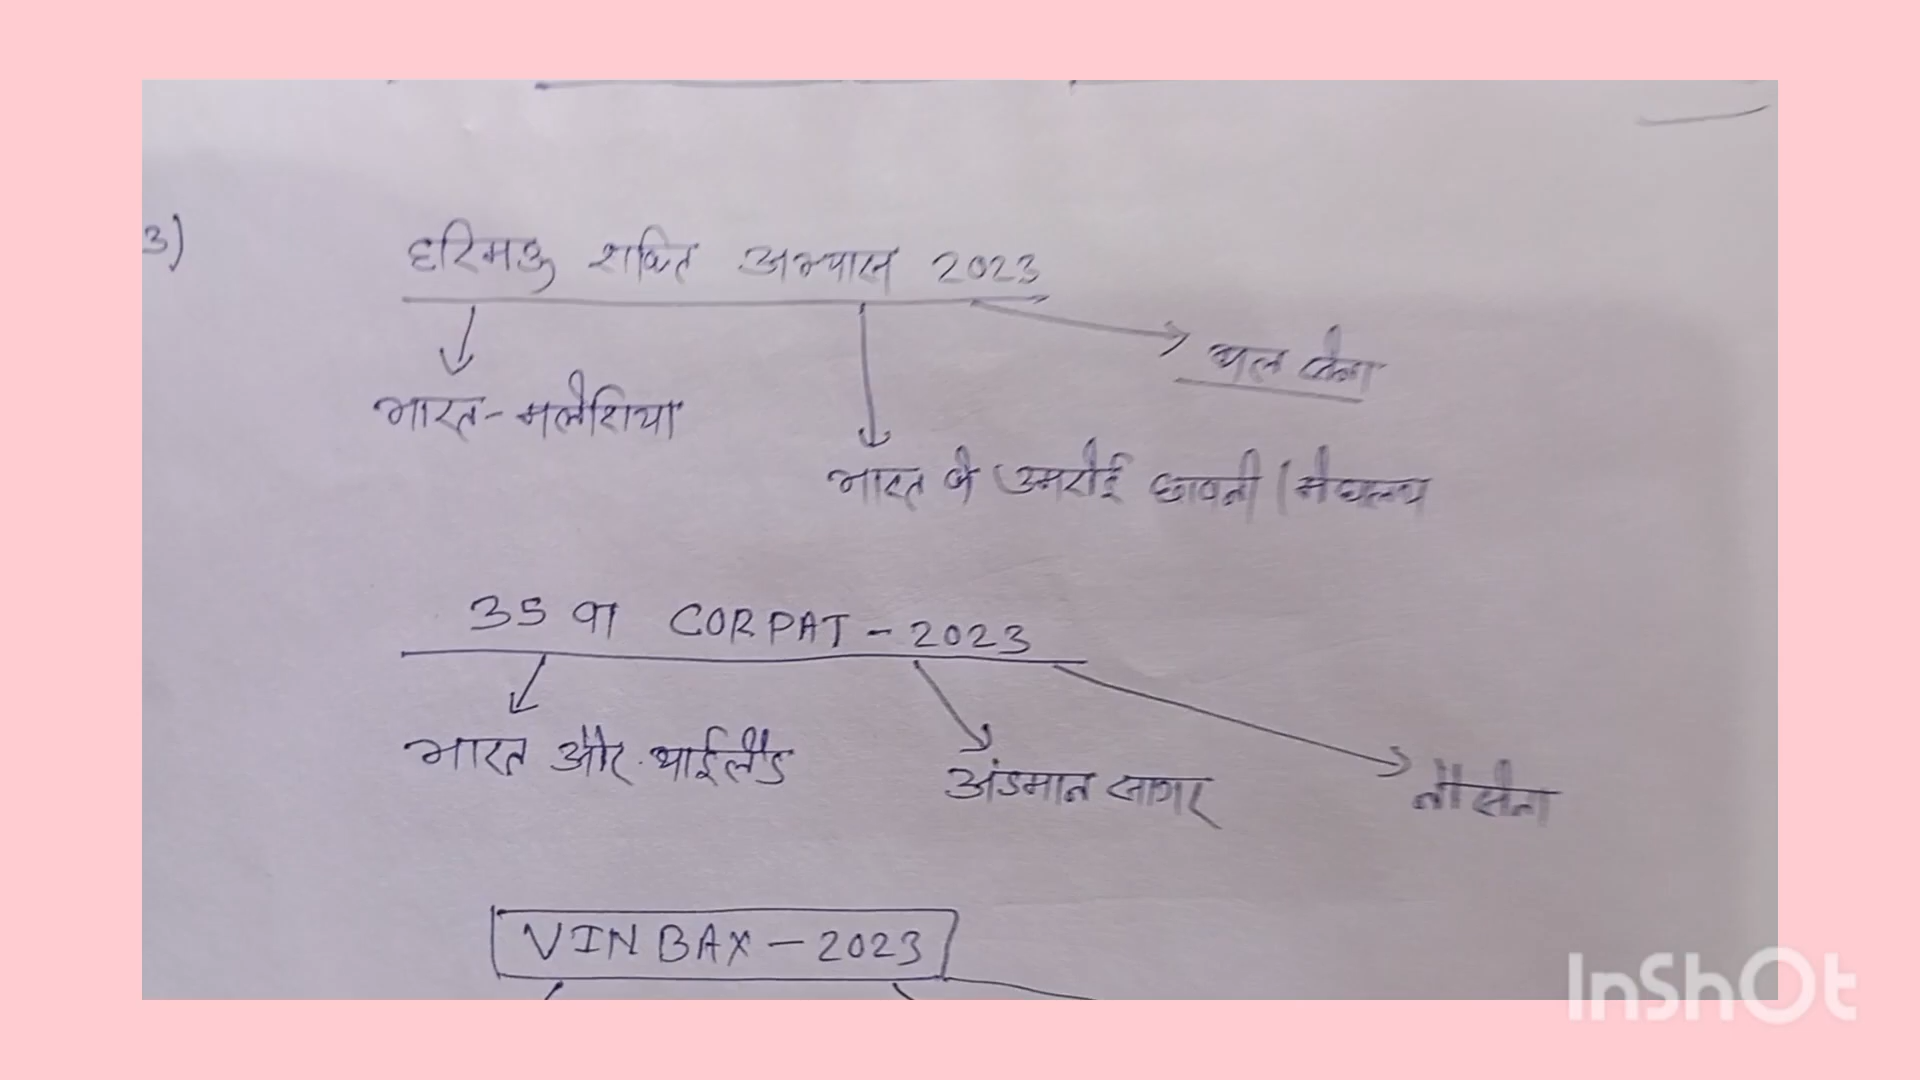 3) हरिमऊ शक्ति अभ्यास 2023
थल सेना
भारत-मलेशिया
भारत के उमरोई छावनी (मेघालय
35 वा CORPAT - 2023
भारत और थाईलैंड
अंडमान सागर
नौसेना
VINBAX - 2023
InShOt